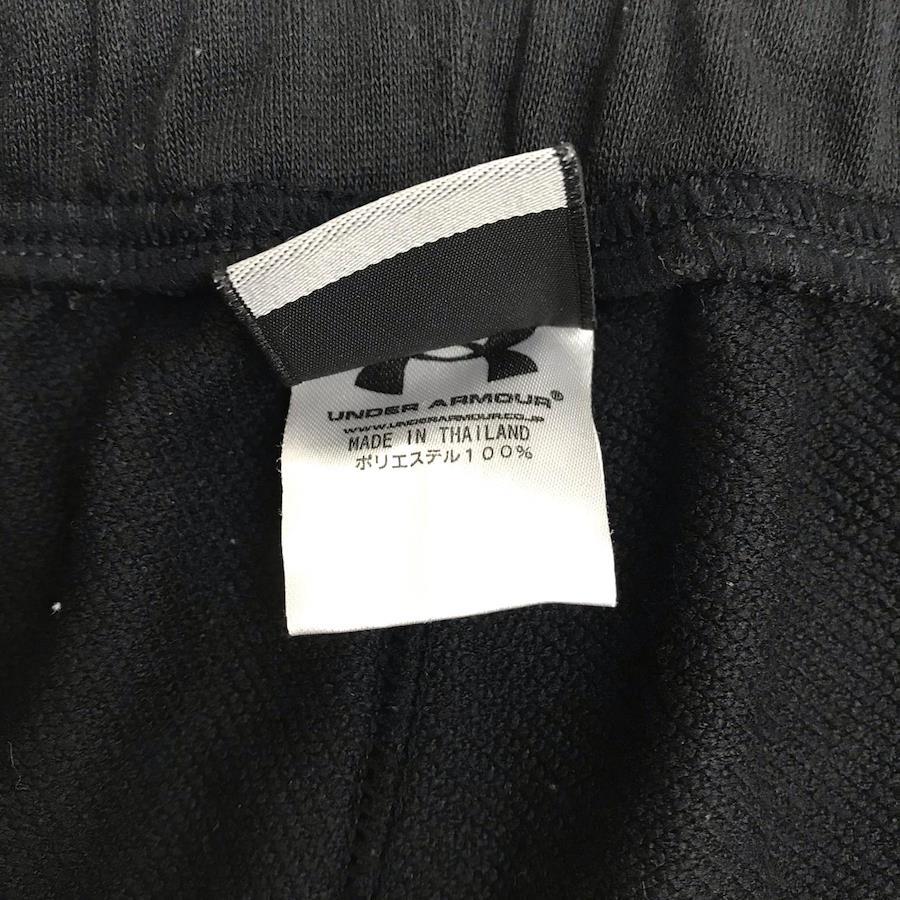 UNDER ARMOUR®
WWW.UNDERARMOUR.CO.JP
MADE IN THAILAND
ポリエステル100%